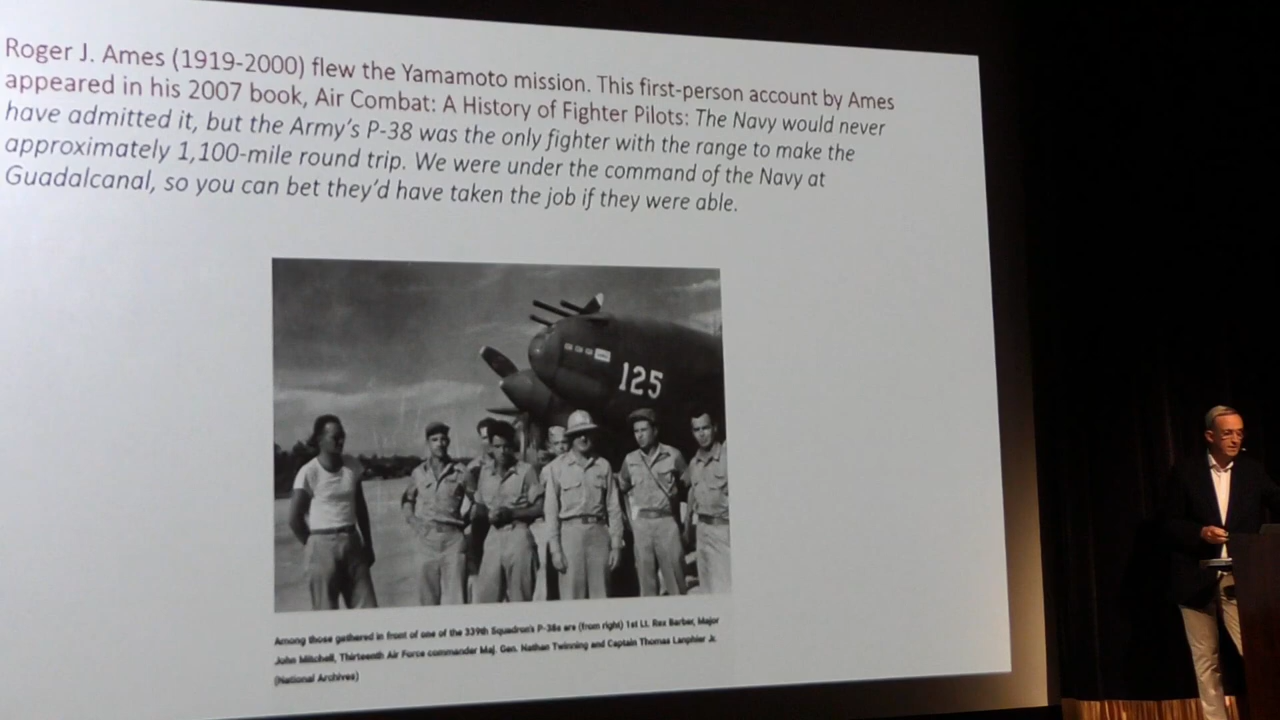 Roger J. Ames (1919-2000) flew the Yamamoto mission. This first-person account by Ames
appeared in his 2007 book, Air Combat: A History of Fighter Pilots: The Navy would never
have admitted it, but the Army's P-38 was the only fighter with the range to make the
approximately 1,100-mile round trip. We were under the command of the Navy at
Guadalcanal, so you can bet they'd have taken the job if they were able.
125
Among those gathered in front of one of the 339th Squadron's P-38s are (from right) 1st Lt. Rex Barber, Major
John Mitchell, Thirteenth Air Force commander Maj. Gen. Nathan Twining and Captain Thomas Lanphier Jr.
(National Archives)